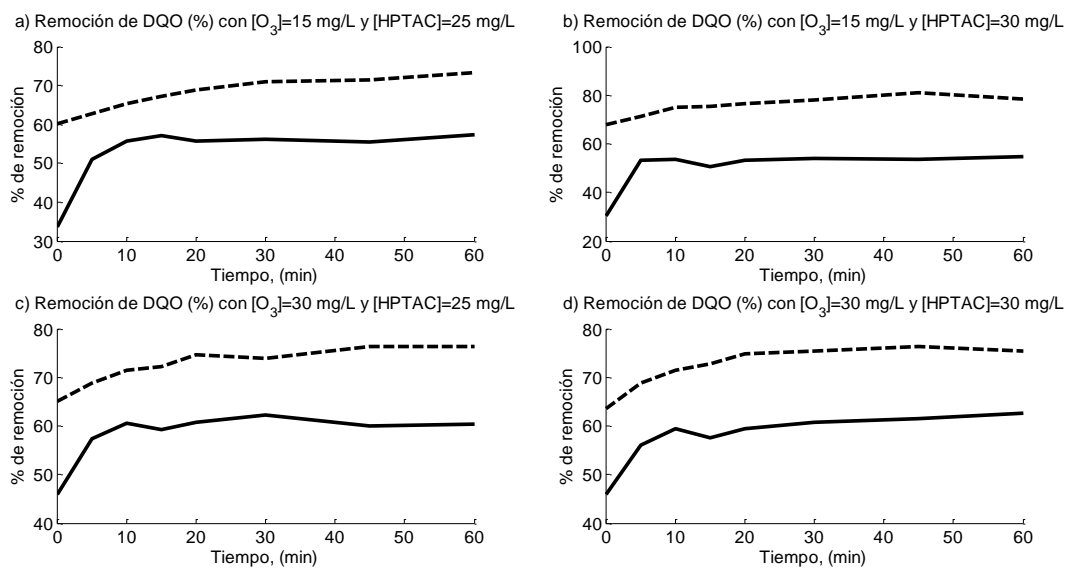 a) Remoción de DQO (%) con [O3]=15 mg/L y [HPTAC]=25 mg/L
80
70
60
50
40
30
% de remoción
0 10 20 30 40 50 60
Tiempo, (min)
b) Remoción de DQO (%) con [O3]=15 mg/L y [HPTAC]=30 mg/L
100
80
60
40
20
% de remoción
0 10 20 30 40 50 60
Tiempo, (min)
c) Remoción de DQO (%) con [O3]=30 mg/L y [HPTAC]=25 mg/L
80
70
60
50
40
% de remoción
0 10 20 30 40 50 60
Tiempo, (min)
d) Remoción de DQO (%) con [O3]=30 mg/L y [HPTAC]=30 mg/L
80
70
60
50
40
% de remoción
0 10 20 30 40 50 60
Tiempo, (min)